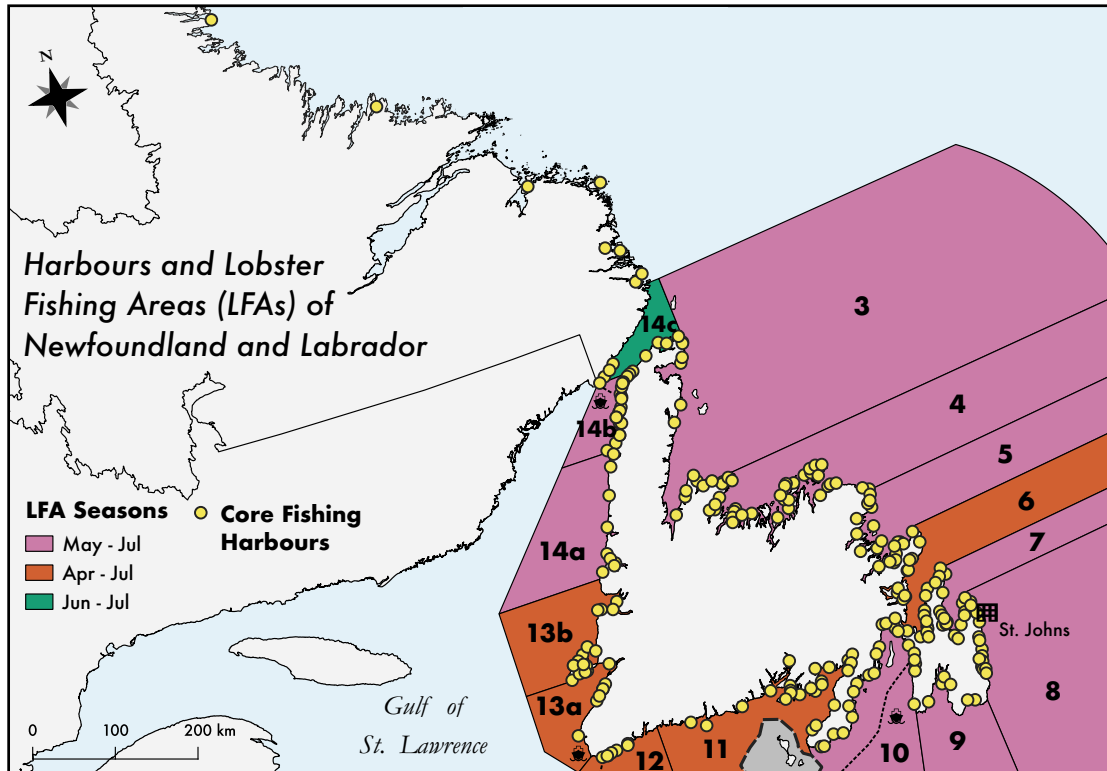 N
Harbours and Lobster
Fishing Areas (LFAs) of
Newfoundland and Labrador
LFA Seasons
May - Jul
Apr - Jul
Jun - Jul
Core Fishing
Harbours
3
14c
4
14b
5
6
7
14a
13b
St. Johns
13a
8
Gulf of
St. Lawrence
0 100 200 km
12
11
10
9